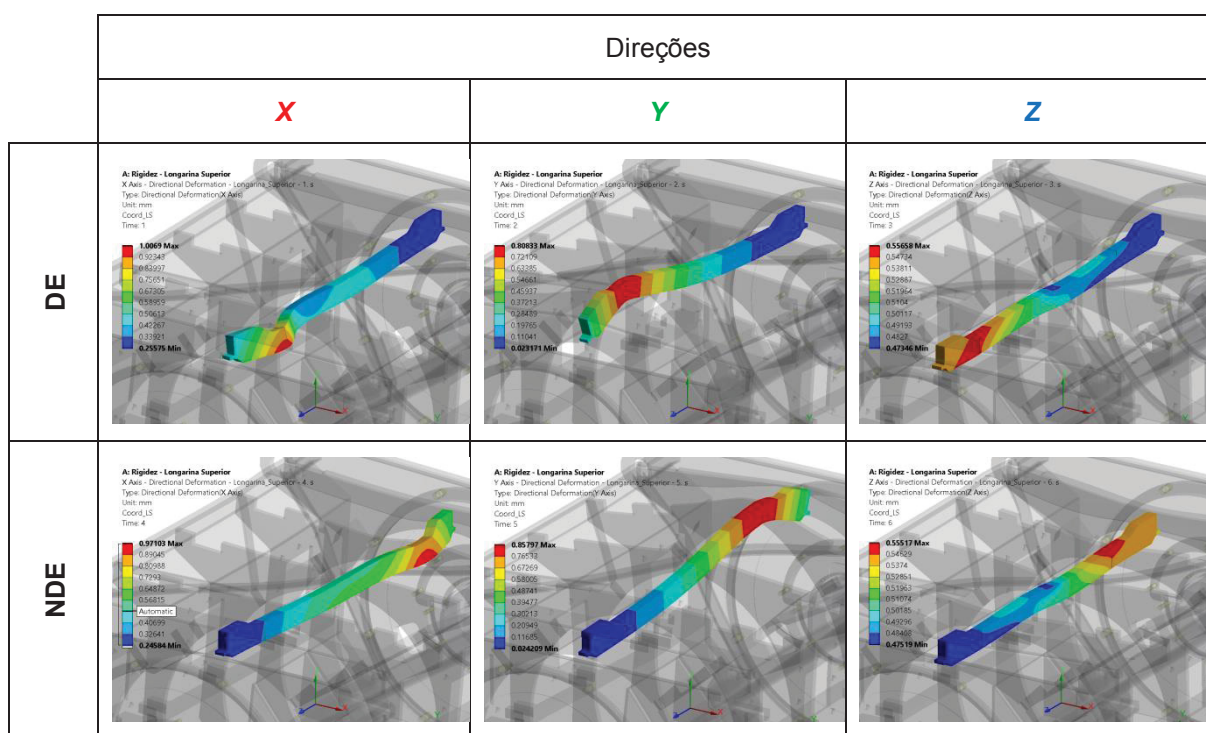 Direções
X
Y
Z
DE
A: Rigidez - Longarina Superior
X Axis - Directional Deformation - Longarina_Superior - 1. s
Type: Directional Deformation(X Axis)
Unit: mm
Coord_LS
Time: 1
1.0069 Max
0.92343
0.83997
0.75651
0.67305
0.58959
0.50613
0.42267
0.33921
0.25575 Min
A: Rigidez - Longarina Superior
Y Axis - Directional Deformation - Longarina_Superior - 2. s
Type: Directional Deformation(Y Axis)
Unit: mm
Coord_LS
Time: 2
0.80833 Max
0.72109
0.63385
0.54661
0.45937
0.37213
0.28489
0.19765
0.11041
0.023171 Min
A: Rigidez - Longarina Superior
Z Axis - Directional Deformation - Longarina_Superior - 3. s
Type: Directional Deformation(Z Axis)
Unit: mm
Coord_LS
Time: 3
0.55658 Max
0.54734
0.53811
0.52887
0.51964
0.5104
0.50117
0.49193
0.4827
0.47346 Min
NDE
A: Rigidez - Longarina Superior
X Axis - Directional Deformation - Longarina_Superior - 4. s
Type: Directional Deformation(X Axis)
Unit: mm
Coord_LS
Time: 4
0.97103 Max
0.89045
0.80988
0.7293
0.64872
0.56815
Automatic
0.40699
0.32641
0.24584 Min
A: Rigidez - Longarina Superior
Y Axis - Directional Deformation - Longarina_Superior - 5. s
Type: Directional Deformation(Y Axis)
Unit: mm
Coord_LS
Time: 5
0.85797 Max
0.76533
0.67269
0.58005
0.48741
0.39477
0.30213
0.20949
0.11685
0.024209 Min
A: Rigidez - Longarina Superior
Z Axis - Directional Deformation - Longarina_Superior - 6. s
Type: Directional Deformation(Z Axis)
Unit: mm
Coord_LS
Time: 6
0.55517 Max
0.54629
0.5374
0.52851
0.51963
0.51074
0.50185
0.49296
0.48408
0.47519 Min